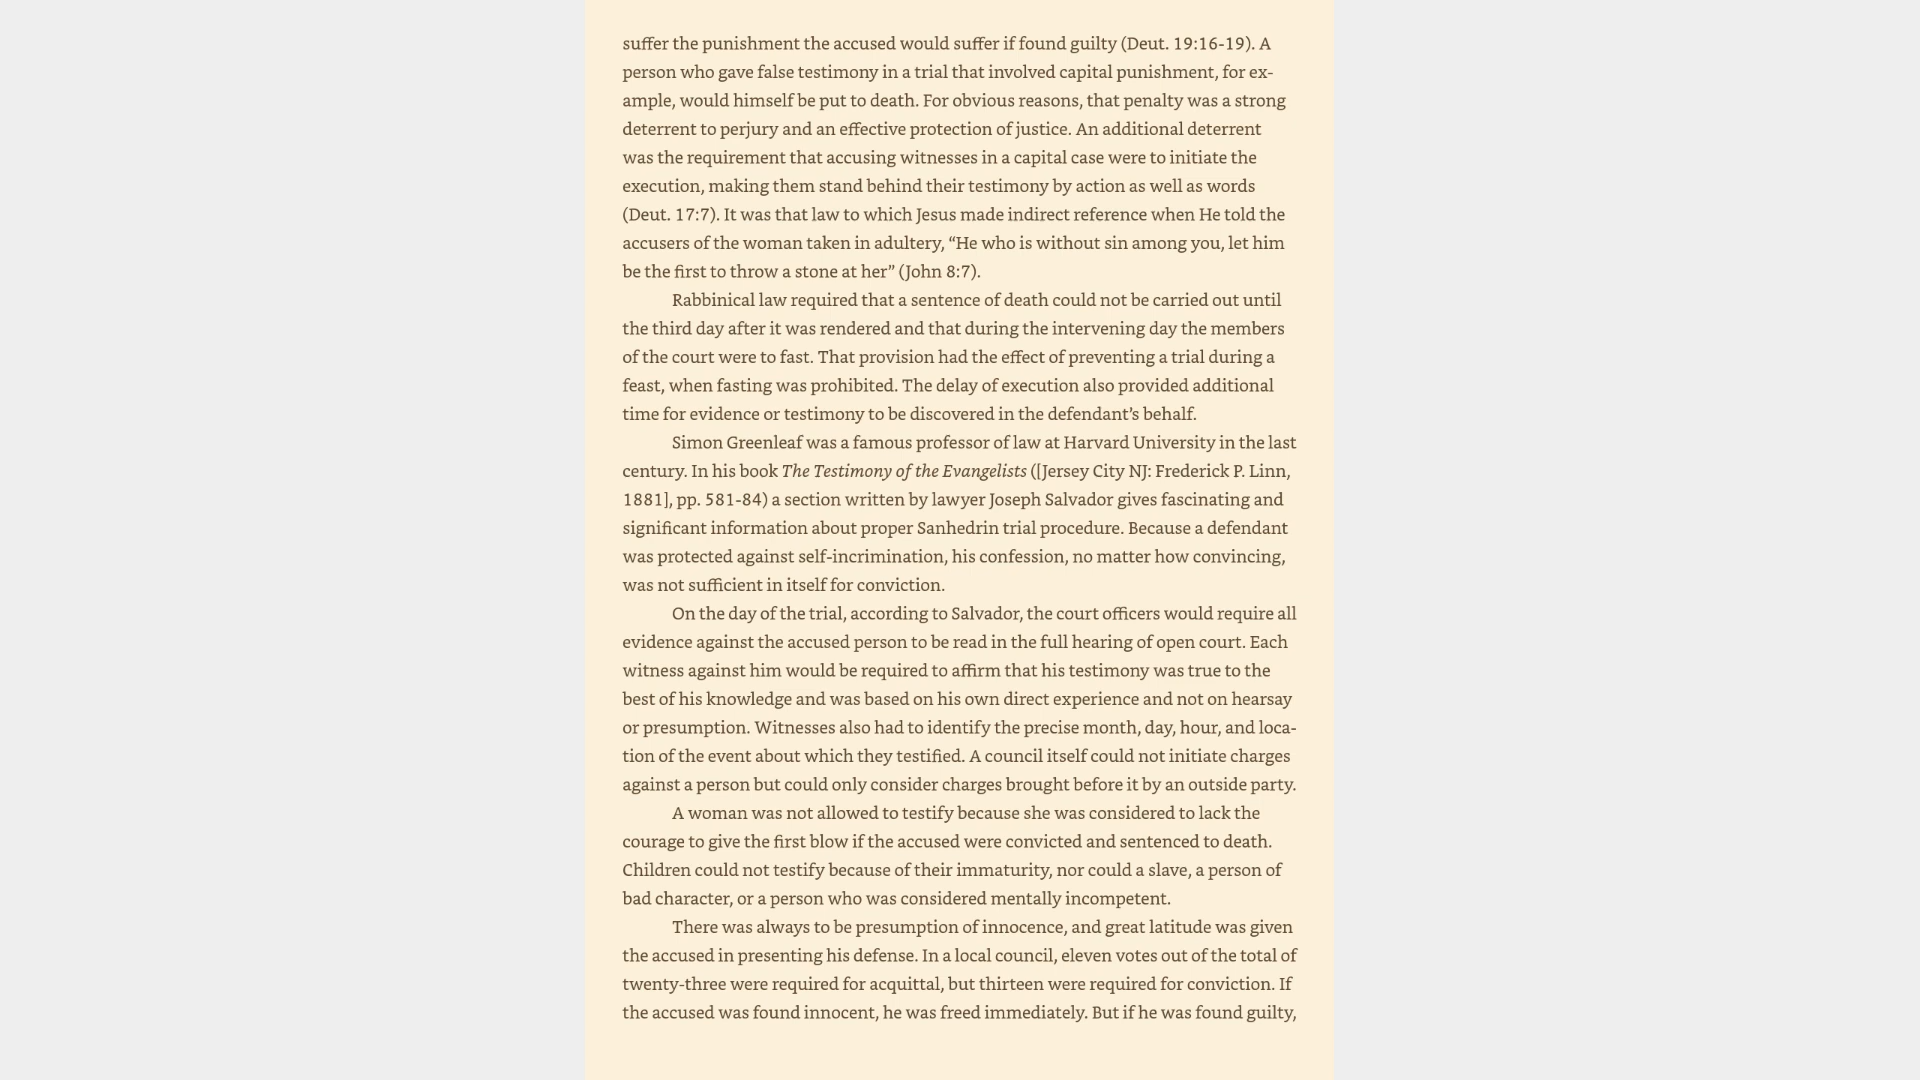 suffer the punishment the accused would suffer if found guilty (Deut. 19:16-19). A
person who gave false testimony in a trial that involved capital punishment, for ex-
ample, would himself be put to death. For obvious reasons, that penalty was a strong
deterrent to perjury and an effective protection of justice. An additional deterrent
was the requirement that accusing witnesses in a capital case were to initiate the
execution, making them stand behind their testimony by action as well as words
(Deut. 17:7). It was that law to which Jesus made indirect reference when He told the
accusers of the woman taken in adultery, “He who is without sin among you, let him
be the first to throw a stone at her” (John 8:7).
Rabbinical law required that a sentence of death could not be carried out until
the third day after it was rendered and that during the intervening day the members
of the court were to fast. That provision had the effect of preventing a trial during a
feast, when fasting was prohibited. The delay of execution also provided additional
time for evidence or testimony to be discovered in the defendant’s behalf.
Simon Greenleaf was a famous professor of law at Harvard University in the last
century. In his book The Testimony of the Evangelists ([Jersey City NJ: Frederick P. Linn,
1881], pp. 581-84) a section written by lawyer Joseph Salvador gives fascinating and
significant information about proper Sanhedrin trial procedure. Because a defendant
was protected against self-incrimination, his confession, no matter how convincing,
was not sufficient in itself for conviction.
On the day of the trial, according to Salvador, the court officers would require all
evidence against the accused person to be read in the full hearing of open court. Each
witness against him would be required to affirm that his testimony was true to the
best of his knowledge and was based on his own direct experience and not on hearsay
or presumption. Witnesses also had to identify the precise month, day, hour, and loca-
tion of the event about which they testified. A council itself could not initiate charges
against a person but could only consider charges brought before it by an outside party.
A woman was not allowed to testify because she was considered to lack the
courage to give the first blow if the accused were convicted and sentenced to death.
Children could not testify because of their immaturity, nor could a slave, a person of
bad character, or a person who was considered mentally incompetent.
There was always to be presumption of innocence, and great latitude was given
the accused in presenting his defense. In a local council, eleven votes out of the total of
twenty-three were required for acquittal, but thirteen were required for conviction. If
the accused was found innocent, he was freed immediately. But if he was found guilty,